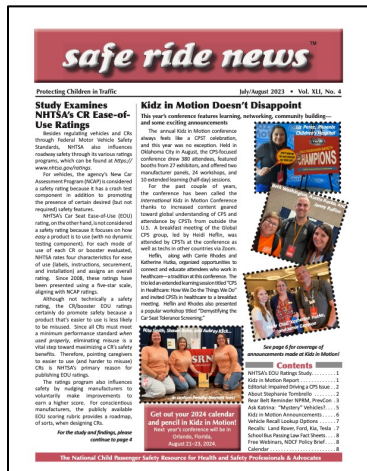 safe ride news™
Protecting Children in Traffic
July/August 2023 • Vol. XLI, No. 4
Study Examines
NHTSA's CR Ease-of-
Use Ratings
Besides regulating vehicles and CRs
through Federal Motor Vehicle Safety
Standards, NHTSA also influences
roadway safety through its various ratings
programs, which can be found at https://
www.nhtsa.gov/ratings.
For vehicles, the agency's New Car
Assessment Program (NCAP) is considered
a safety rating because it has a crash test
component in addition to promoting
the presence of certain desired (but not
required) safety features.
NHTSA's Car Seat Ease-of-Use (EOU)
rating, on the other hand, is not considered
a safety rating because it focuses on how
easy a product is to use (with no dynamic
testing component). For each mode of
use of each CR or booster evaluated,
NHTSA rates four characteristics for ease
of use (labels, instructions, securement,
and installation) and assigns an overall
rating. Since 2008, these ratings have
been presented using a five-star scale,
aligning with NCAP ratings.
Although not technically a safety
rating, the CR/booster EOU ratings
certainly do promote safety because a
product that's easier to use is less likely
to be misused. Since all CRs must meet
a minimum performance standard when
used properly, eliminating misuse is a
vital step toward maximizing a CR's safety
benefits. Therefore, pointing caregivers
to easier to use (and harder to misuse)
CRs is NHTSA's primary reason for
publishing EOU ratings.
The ratings program also influences
safety by nudging manufacturers to
voluntarily make improvements to
earn a higher score. For conscientious
manufacturers, the publicly available
EOU scoring rubric provides a roadmap,
of sorts, when designing CRs.
For the study and findings, please
continue to page 4
Kidz in Motion Doesn't Disappoint
This year's conference features learning, networking, community building—
and some exciting announcements
The annual Kidz in Motion conference
always feels like a CPST celebration,
and this year was no exception. Held in
Oklahoma City in August, the CPS-focused
conference drew 380 attendees, featured
booths from 27 exhibitors, and offered two
manufacturer panels, 24 workshops, and
10 extended learning (half-day) sessions.
For the past couple of years,
the conference has been called the
International Kidz in Motion Conference
thanks to increased content geared
toward global understanding of CPS and
attendance by CPSTs from outside the
U.S. A breakfast meeting of the Global
CPS group, led by Heidi Heflin, was
attended by CPSTs at the conference as
well as techs in other countries via Zoom.
Heflin, along with Carrie Rhodes and
Katherine Hutka, organized opportunities to
connect and educate attendees who work in
healthcare—a tradition at this conference. The
trio led an extended learning session titled “CPS
in Healthcare: How We Do the Things We Do”
and invited CPSTs in healthcare to a breakfast
meeting. Heflin and Rhodes also presented
a popular workshop titled “Demystifying the
Car Seat Tolerance Screening.”
CHAMPIONS
SRN
Get out your 2024 calendar
and pencil in Kidz in Motion!
Next year's conference will be in
Orlando, Florida,
August 21–23, 2024.
See page 6 for coverage of
announcements made at Kidz in Motion!
Contents
NHTSA's EOU Ratings Study . . . . . 1
Kidz in Motion Report . . . . . 1
Editorial: Impaired Driving a CPS Issue . . 2
About Stephanie Tombrello . . . . . 2
Rear Belt Reminder NPRM, PrevCon . . 3
Ask Katrina: “Mystery” Vehicles? . . . . . 5
Kidz in Motion Announcements . . . . . 6
Vehicle Recall Lookup Options . . . . . 7
Recalls: Land Rover, Ford, Kia, Tesla . . 7
School Bus Passing Law Fact Sheets . . . 8
Free Webinars, NDCF Policy Brief . . . . . 8
Calendar . . . . . 8
The National Child Passenger Safety Resource for Health and Safety Professionals & Advocates